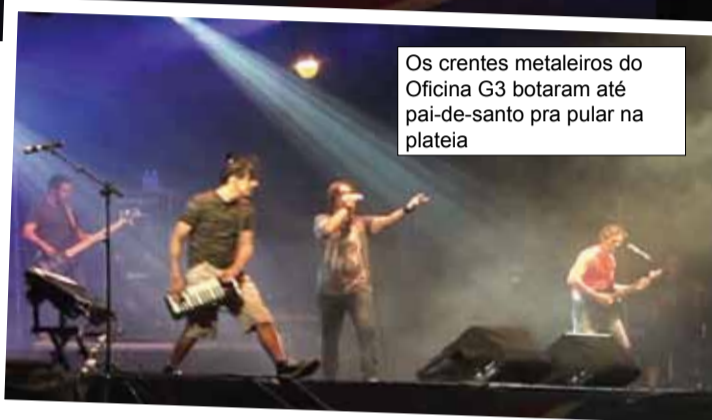 Os crentes metaleiros do
Oficina G3 botaram até
pai-de-santo pra pular na
plateia